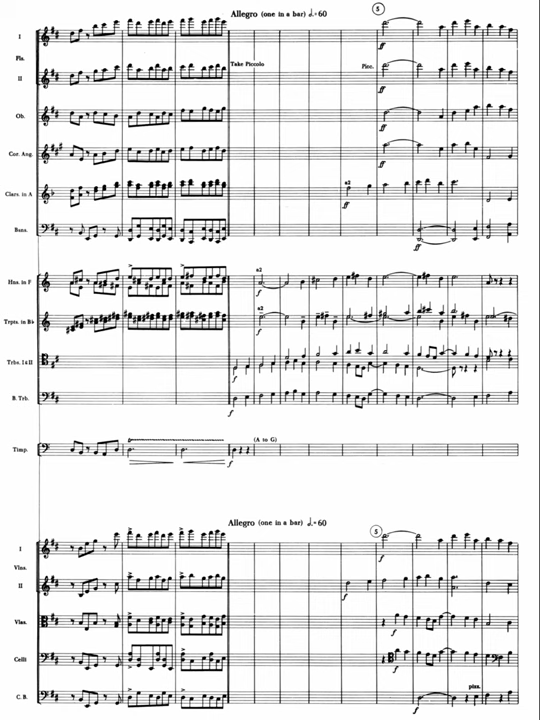 Allegro (one in a bar) 𝅗𝅥.=60
5
I
Fls.
II
Take Piccolo
Picc.
ff
ff
Ob.
ff
Cor. Ang.
ff
Clars. in A
a2
ff
Bsns.
ff
Hns. in F
a2
f
Trpts. in B♭
a2
f
Trbs. I & II
B. Trb.
f
Timp.
(A to G)
f
Allegro (one in a bar) 𝅗𝅥.=60
5
I
Vlns.
f
II
f
Vlas.
f
Celli
f
C.B.
pizz.
f